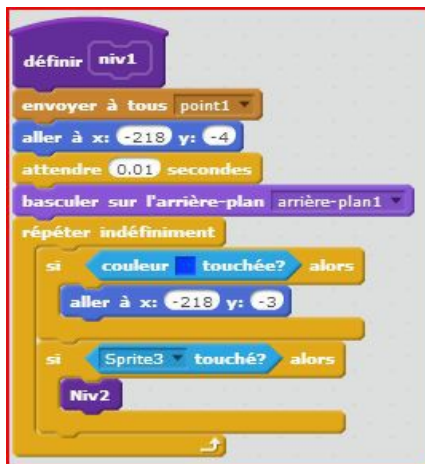 définir niv1
envoyer à tous point1
aller à x: -218 y: -4
attendre 0.01 secondes
basculer sur l'arrière-plan arrière-plan1
répéter indéfiniment
si couleur touchée? alors
aller à x: -218 y: -3
si Sprite3 touché? alors
Niv2